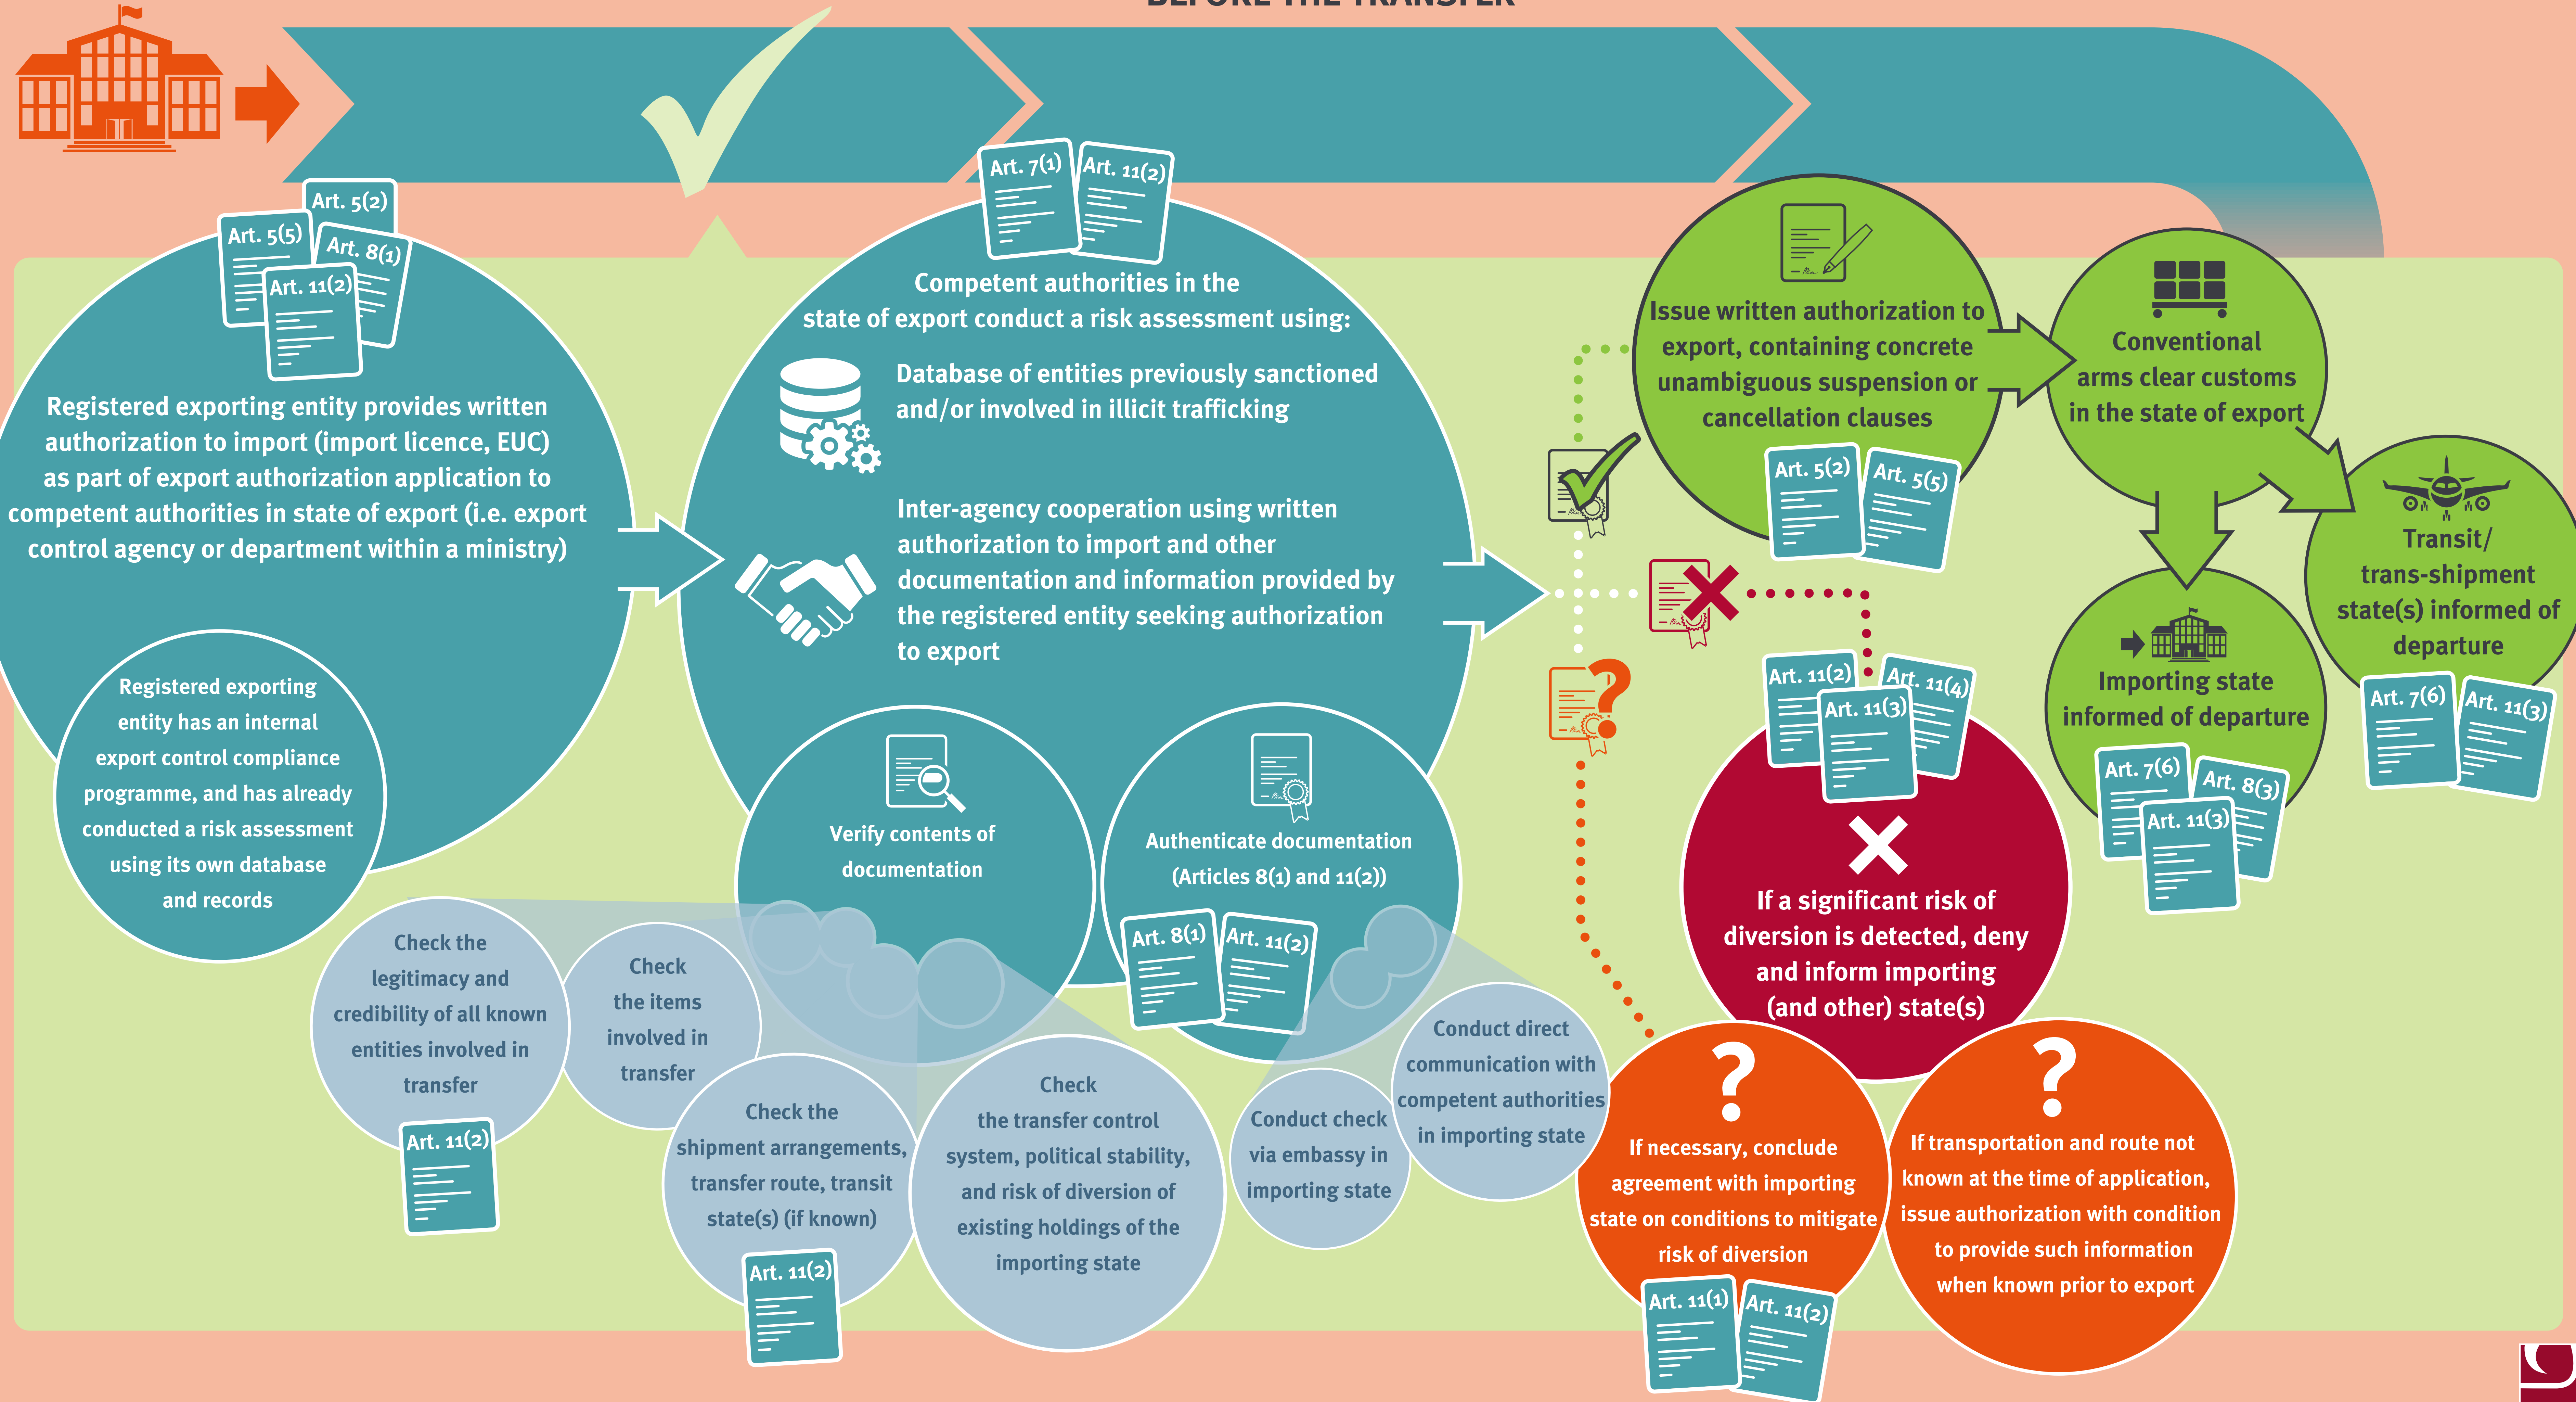 BEFORE THE TRANSFER
Art. 5(2)
Art. 5(5)
Art. 8(1)
Art. 11(2)
Registered exporting entity provides written
authorization to import (import licence, EUC)
as part of export authorization application to
competent authorities in state of export (i.e. export
control agency or department within a ministry)
Registered exporting
entity has an internal
export control compliance
programme, and has already
conducted a risk assessment
using its own database
and records
Art. 7(1)
Art. 11(2)
Competent authorities in the
state of export conduct a risk assessment using:
Database of entities previously sanctioned
and/or involved in illicit trafficking
Inter-agency cooperation using written
authorization to import and other
documentation and information provided by
the registered entity seeking authorization
to export
Verify contents of
documentation
Authenticate documentation
(Articles 8(1) and 11(2))
Art. 8(1)
Art. 11(2)
Check the
legitimacy and
credibility of all known
entities involved in
transfer
Art. 11(2)
Check
the items
involved in
transfer
Check the
shipment arrangements,
transfer route, transit
state(s) (if known)
Art. 11(2)
Check
the transfer control
system, political stability,
and risk of diversion of
existing holdings of the
importing state
Conduct check
via embassy in
importing state
Conduct direct
communication with
competent authorities
in importing state
Issue written authorization to
export, containing concrete
unambiguous suspension or
cancellation clauses
Art. 5(2)
Art. 5(5)
Conventional
arms clear customs
in the state of export
Transit/
trans-shipment
state(s) informed of
departure
Art. 7(6)
Art. 11(3)
Importing state
informed of departure
Art. 7(6)
Art. 8(3)
Art. 11(3)
Art. 11(2)
Art. 11(4)
Art. 11(3)
If a significant risk of
diversion is detected, deny
and inform importing
(and other) state(s)
?
If necessary, conclude
agreement with importing
state on conditions to mitigate
risk of diversion
Art. 11(1)
Art. 11(2)
?
If transportation and route not
known at the time of application,
issue authorization with condition
to provide such information
when known prior to export